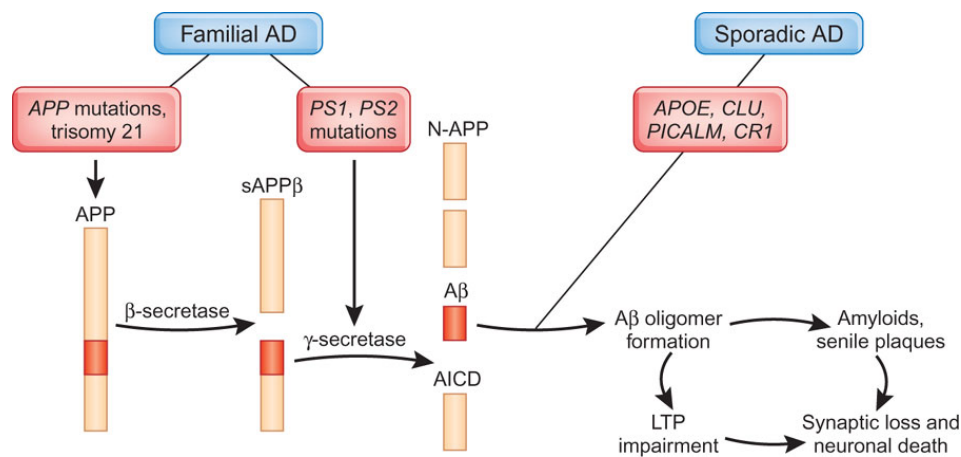 Familial AD
Sporadic AD
APP mutations,
trisomy 21
PS1, PS2
mutations
APOE, CLU,
PICALM, CR1
N-APP
sAPPβ
APP
Aβ
β-secretase
γ-secretase
Aβ oligomer
formation
Amyloids,
senile plaques
AICD
LTP
impairment
Synaptic loss and
neuronal death